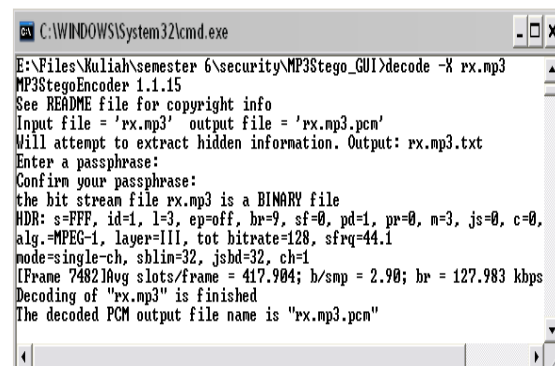 C:\WINDOWS\System32\cmd.exe
E:\Files\Kuliah\semester 6\security\MP3Stego_GUI>decode -X rx.mp3
MP3StegoEncoder 1.1.15
See README file for copyright info
Input file = 'rx.mp3'  output file = 'rx.mp3.pcm'
Will attempt to extract hidden information. Output: rx.mp3.txt
Enter a passphrase:
Confirm your passphrase:
the bit stream file rx.mp3 is a BINARY file
HDR: s=FFF, id=1, l=3, ep=off, br=9, sf=0, pd=1, pr=0, m=3, js=0, c=0,
alg.=MPEG-1, layer=III, tot bitrate=128, sfrq=44.1
mode=single-ch, sblim=32, jsbd=32, ch=1
[Frame 7482]Avg slots/frame = 417.904; b/smp = 2.90; br = 127.983 kbps
Decoding of "rx.mp3" is finished
The decoded PCM output file name is "rx.mp3.pcm"